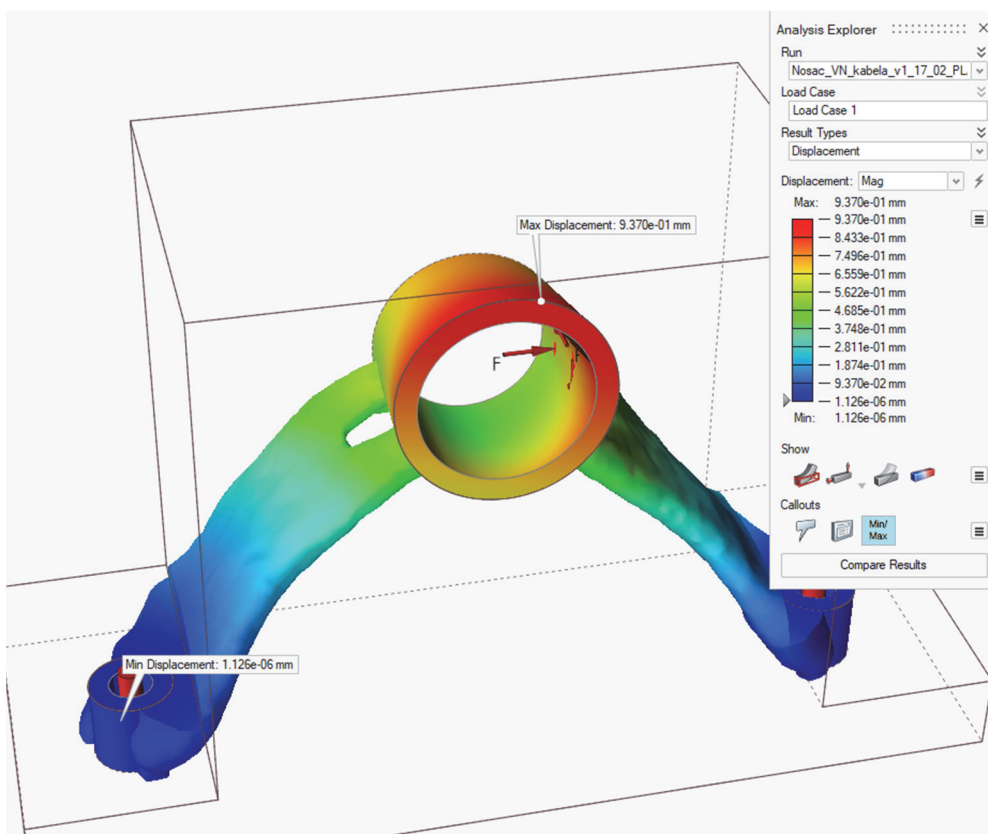 Analysis Explorer
Run
Nosac_VN_kabela_v1_17_02_PL
Load Case
Load Case 1
Result Types
Displacement
Displacement: Mag
Max: 9.370e-01 mm
9.370e-01 mm
8.433e-01 mm
7.496e-01 mm
6.559e-01 mm
5.622e-01 mm
4.685e-01 mm
3.748e-01 mm
2.811e-01 mm
1.874e-01 mm
9.370e-02 mm
1.126e-06 mm
Min: 1.126e-06 mm
Show
Callouts
Min/
Max
Compare Results
Max Displacement: 9.370e-01 mm
F
F
Min Displacement: 1.126e-06 mm